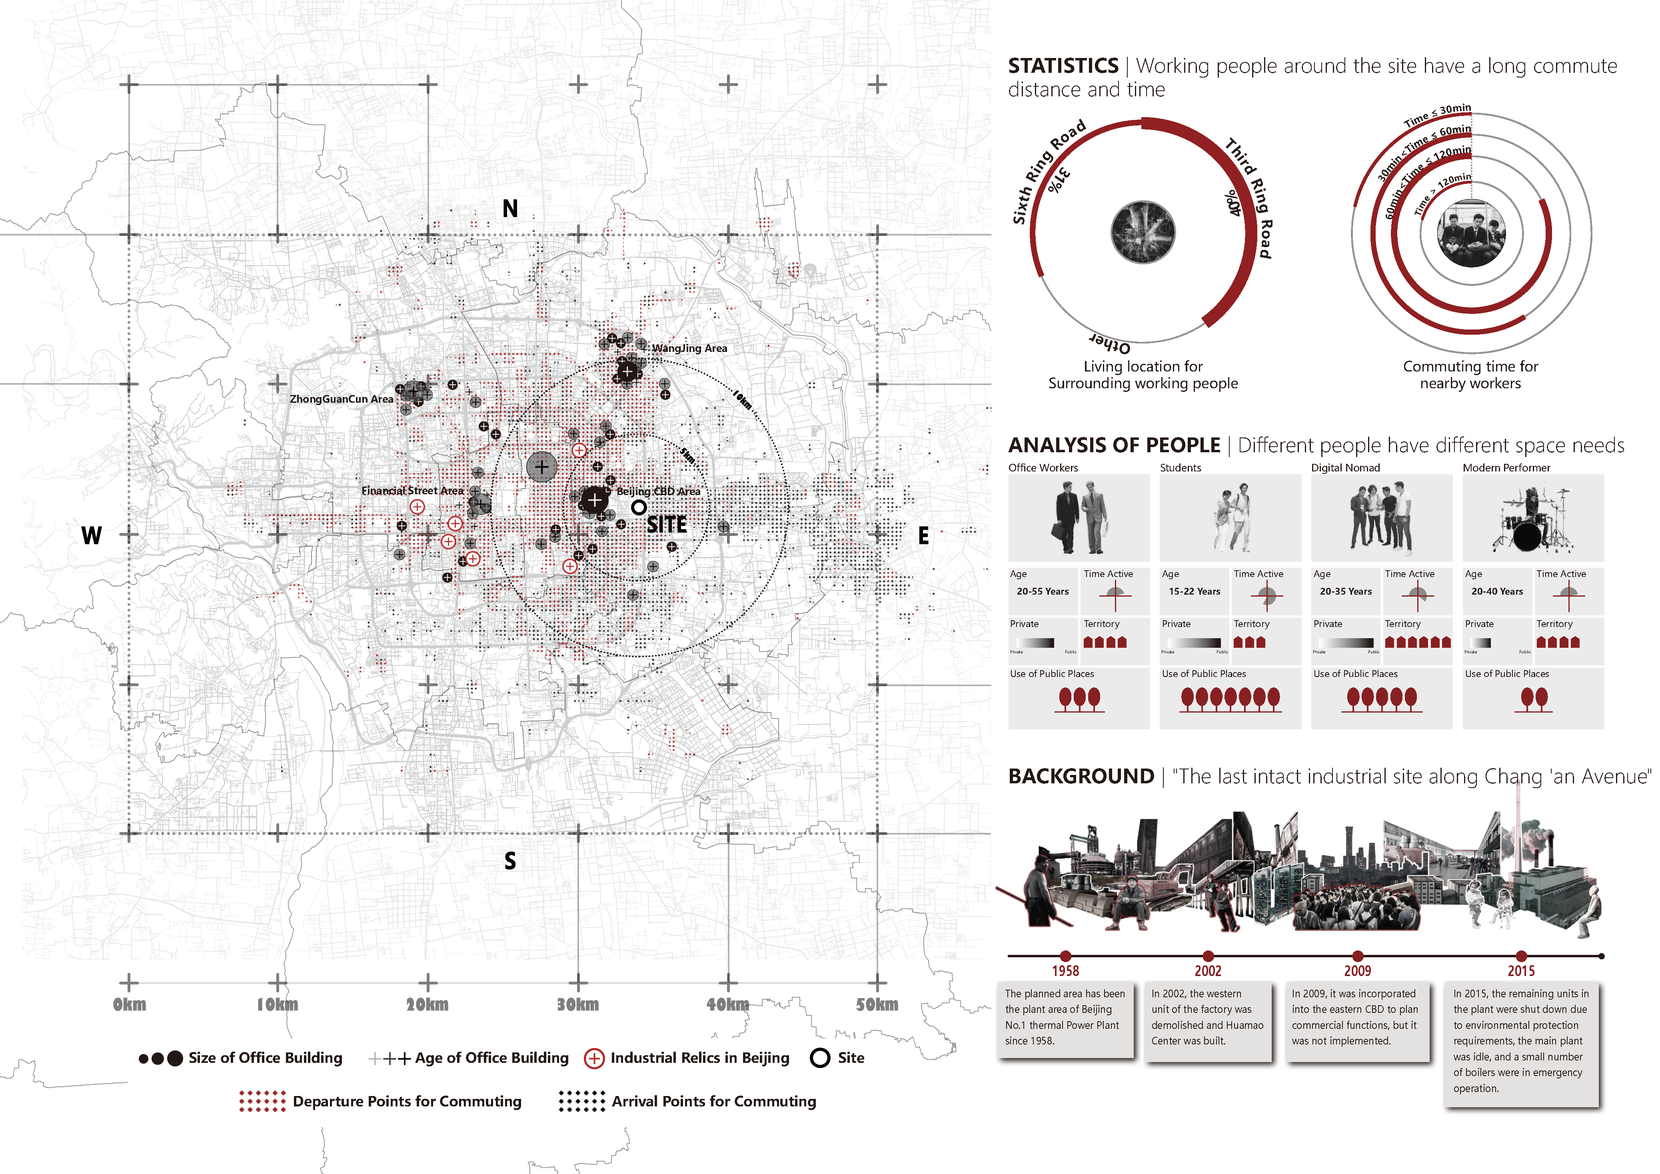 N
W
E
S
WangJing Area
ZhongGuanCun Area
Financial Street Area
Beijing CBD Area
SITE
10km
5km
0km
10km
20km
30km
40km
50km
Size of Office Building
Age of Office Building
Industrial Relics in Beijing
Site
Departure Points for Commuting
Arrival Points for Commuting
STATISTICS | Working people around the site have a long commute
distance and time
Sixth Ring Road
31%
Third Ring Road
40%
Other
Living location for
Surrounding working people
Time ≤ 30min
30min<Time ≤ 60min
60min<Time ≤ 120min
Time > 120min
Commuting time for
nearby workers
ANALYSIS OF PEOPLE | Different people have different space needs
Office Workers
Age
20-55 Years
Time Active
Private
Private
Public
Territory
Use of Public Places
Students
Age
15-22 Years
Time Active
Private
Private
Public
Territory
Use of Public Places
Digital Nomad
Age
20-35 Years
Time Active
Private
Private
Public
Territory
Use of Public Places
Modern Performer
Age
20-40 Years
Time Active
Private
Private
Public
Territory
Use of Public Places
BACKGROUND | "The last intact industrial site along Chang 'an Avenue"
1958
The planned area has been
the plant area of Beijing
No.1 thermal Power Plant
since 1958.
2002
In 2002, the western
unit of the factory was
demolished and Huamao
Center was built.
2009
In 2009, it was incorporated
into the eastern CBD to plan
commercial functions, but it
was not implemented.
2015
In 2015, the remaining units in
the plant were shut down due
to environmental protection
requirements, the main plant
was idle, and a small number
of boilers were in emergency
operation.